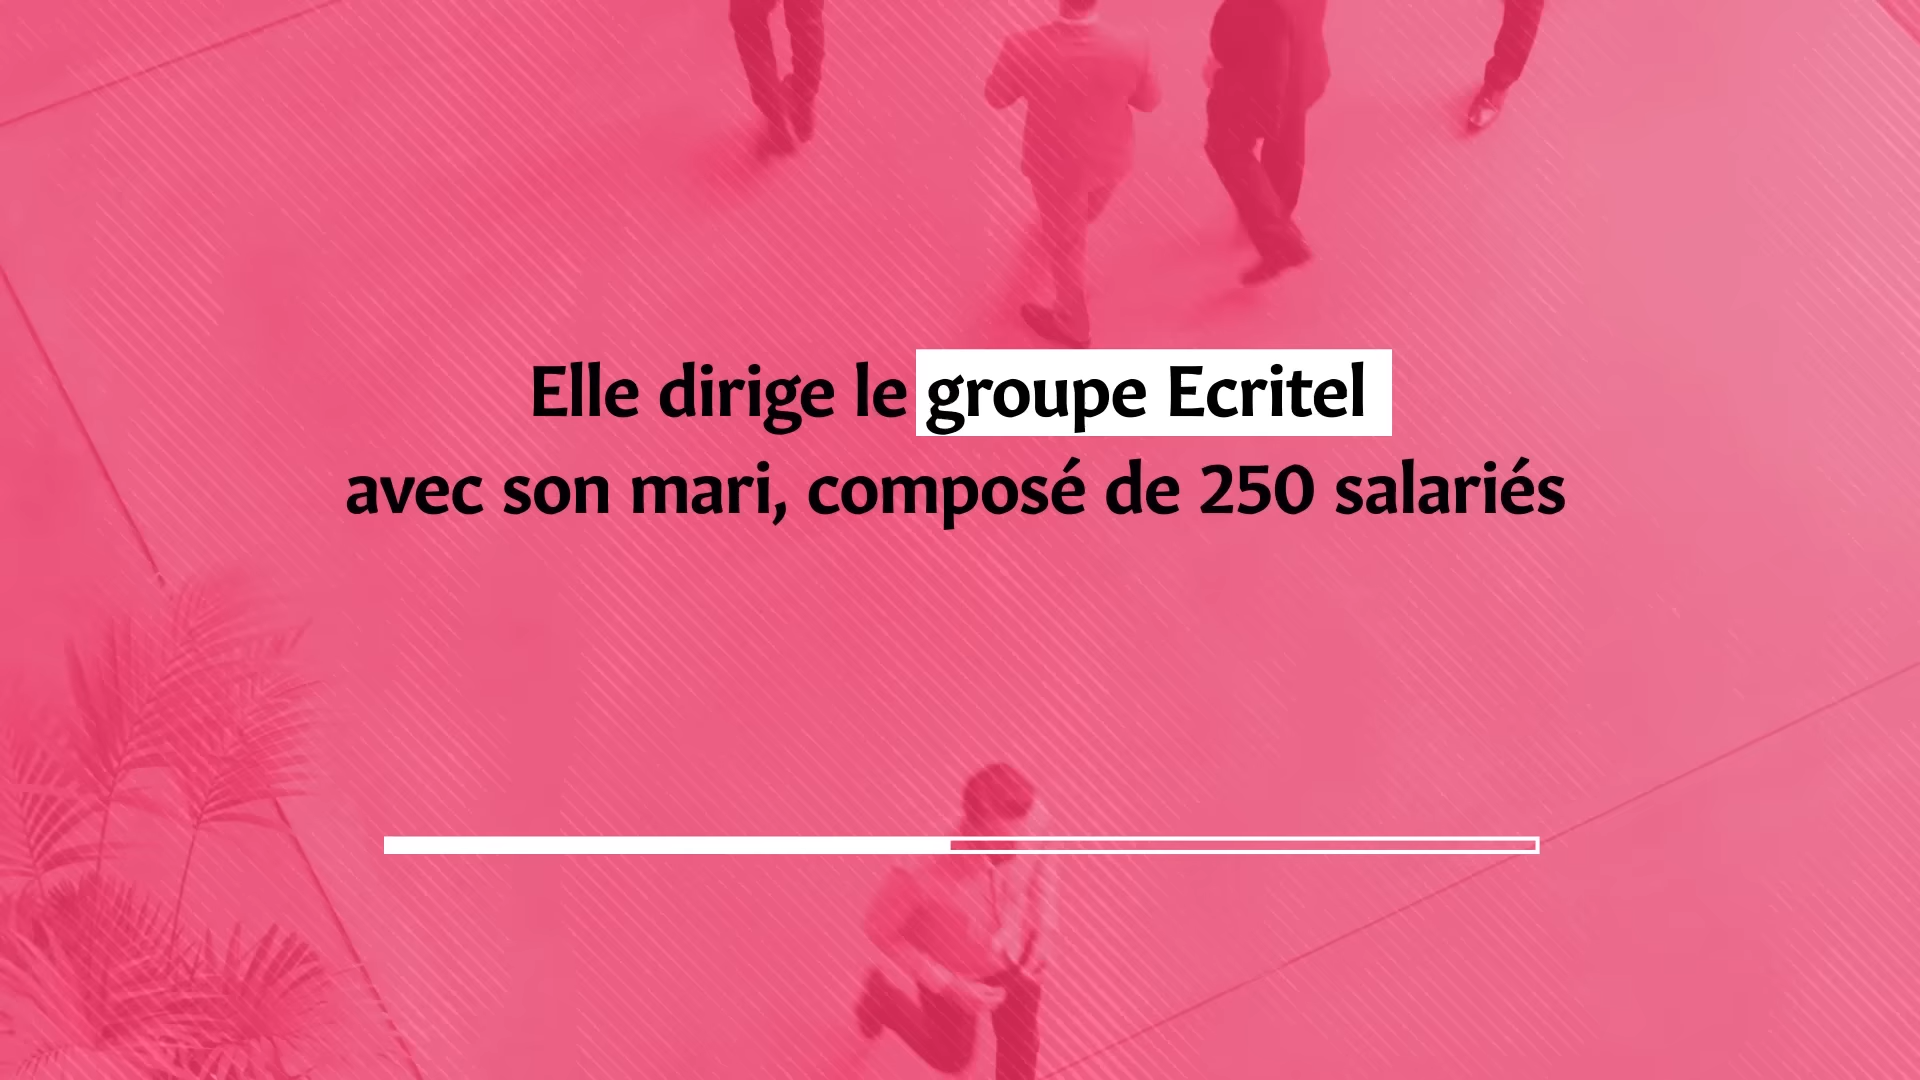 Elle dirige le groupe Ecritel
avec son mari, composé de 250 salariés